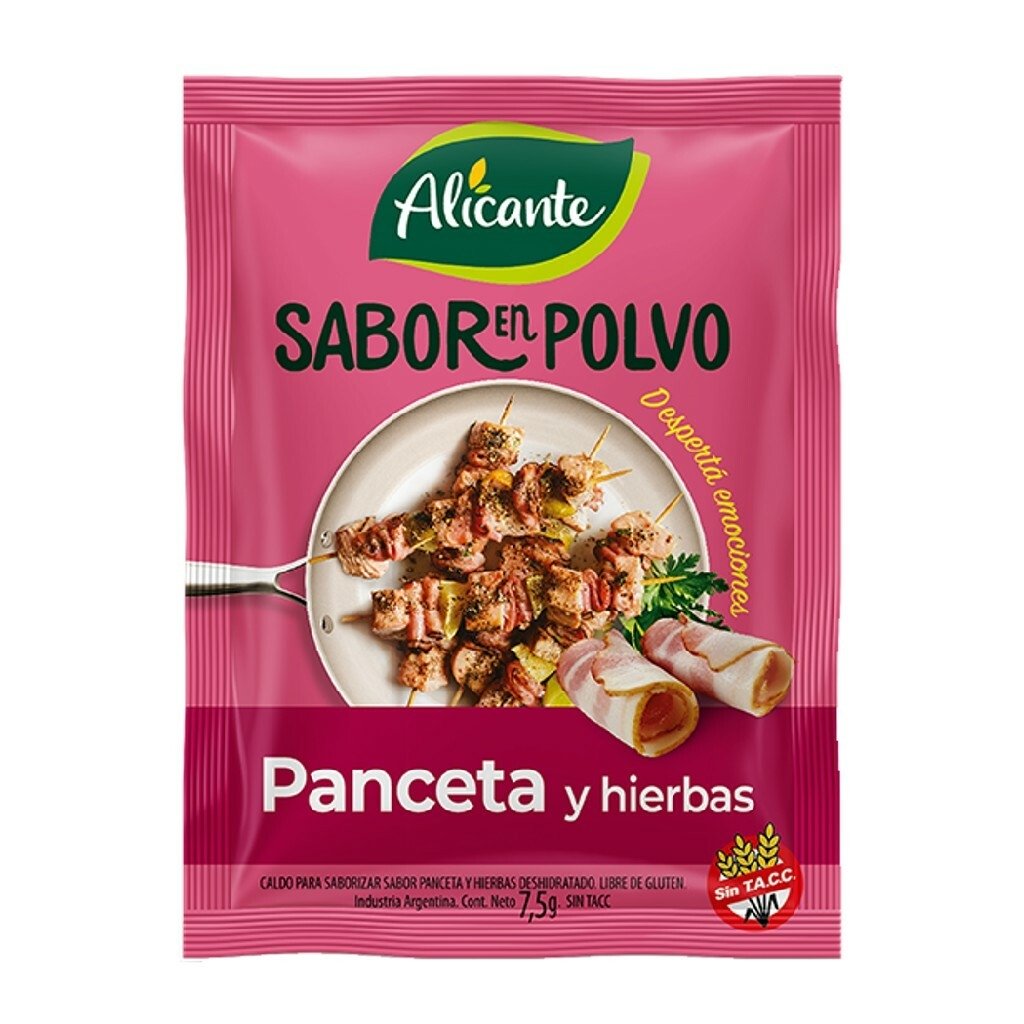 Alicante
SABOR EN POLVO
Despertá emociones
Panceta y hierbas
CALDO PARA SABORIZAR SABOR PANCETA Y HIERBAS DESHIDRATADO. LIBRE DE GLUTEN.
Industria Argentina. Cont. Neto 7,5g. SIN TACC
Sin T.A.C.C.